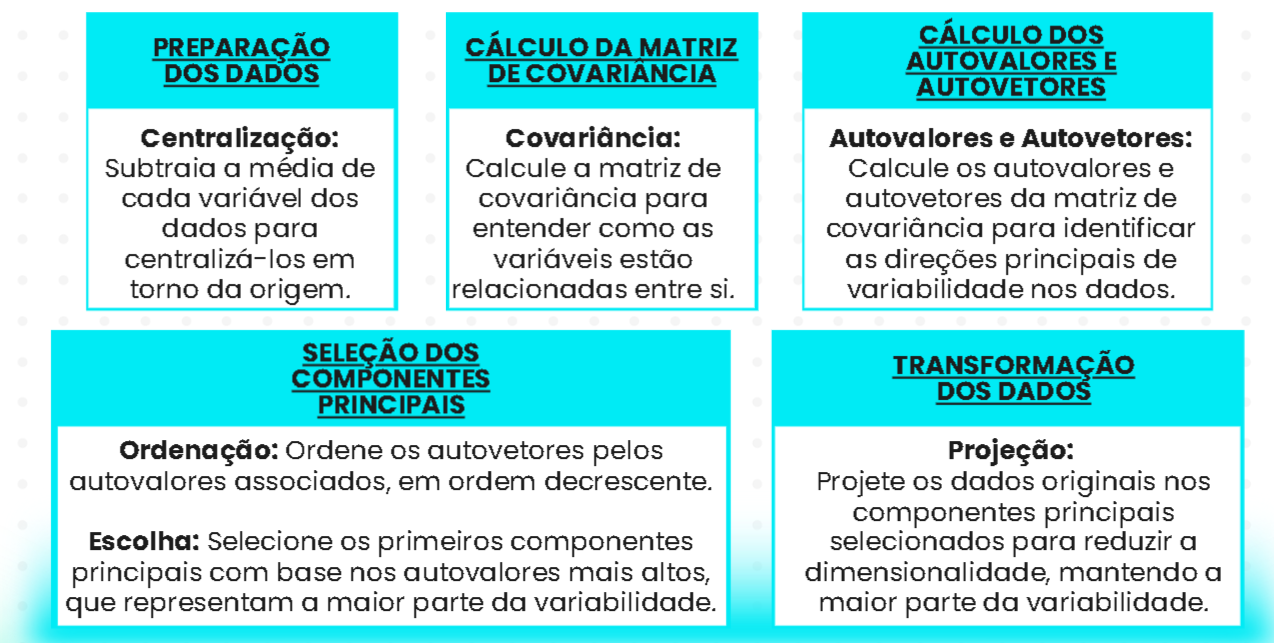 PREPARAÇÃO
DOS DADOS
Centralização:
Subtraia a média de
cada variável dos
dados para
centralizá-los em
torno da origem.
CÁLCULO DA MATRIZ
DE COVARIÂNCIA
Covariância:
Calcule a matriz de
covariância para
entender como as
variáveis estão
relacionadas entre si.
CÁLCULO DOS
AUTOVALORES E
AUTOVETORES
Autovalores e Autovetores:
Calcule os autovalores e
autovetores da matriz de
covariância para identificar
as direções principais de
variabilidade nos dados.
SELEÇÃO DOS
COMPONENTES
PRINCIPAIS
Ordenação: Ordene os autovetores pelos
autovalores associados, em ordem decrescente.
Escolha: Selecione os primeiros componentes
principais com base nos autovalores mais altos,
que representam a maior parte da variabilidade.
TRANSFORMAÇÃO
DOS DADOS
Projeção:
Projete os dados originais nos
componentes principais
selecionados para reduzir a
dimensionalidade, mantendo a
maior parte da variabilidade.